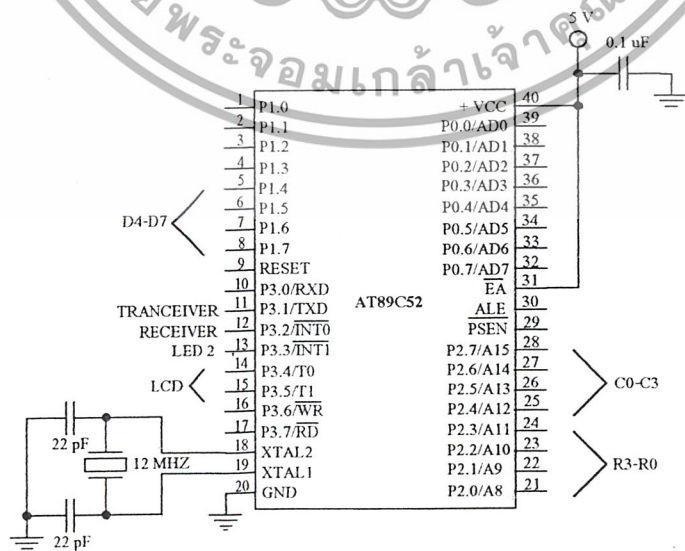 พระจอมเกล้าเจ้าคุณ
5 V
0.1 uF
1 P1.0
2 P1.1
3 P1.2
4 P1.3
5 P1.4
6 P1.5
7 P1.6
8 P1.7
9 RESET
10 P3.0/RXD
11 P3.1/TXD
12 P3.2/INT0
13 P3.3/INT1
14 P3.4/T0
15 P3.5/T1
16 P3.6/WR
17 P3.7/RD
18 XTAL2
19 XTAL1
20 GND
D4-D7
TRANCEIVER
RECEIVER
LED 2
LCD
22 pF
12 MHZ
22 pF
AT89C52
+ VCC 40
P0.0/AD0 39
P0.1/AD1 38
P0.2/AD2 37
P0.3/AD3 36
P0.4/AD4 35
P0.5/AD5 34
P0.6/AD6 33
P0.7/AD7 32
EA 31
ALE 30
PSEN 29
P2.7/A15 28
P2.6/A14 27
P2.5/A13 26
P2.4/A12 25
P2.3/A11 24
P2.2/A10 23
P2.1/A9 22
P2.0/A8 21
C0-C3
R3-R0